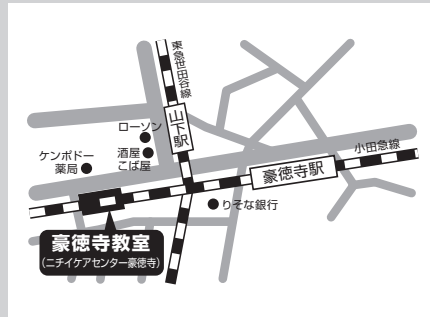 東急世田谷線
山下駅
ローソン
酒屋
こば屋
ケンポドー
薬局
小田急線
豪徳寺駅
りそな銀行
豪徳寺教室
(ニチイケアセンター豪徳寺)